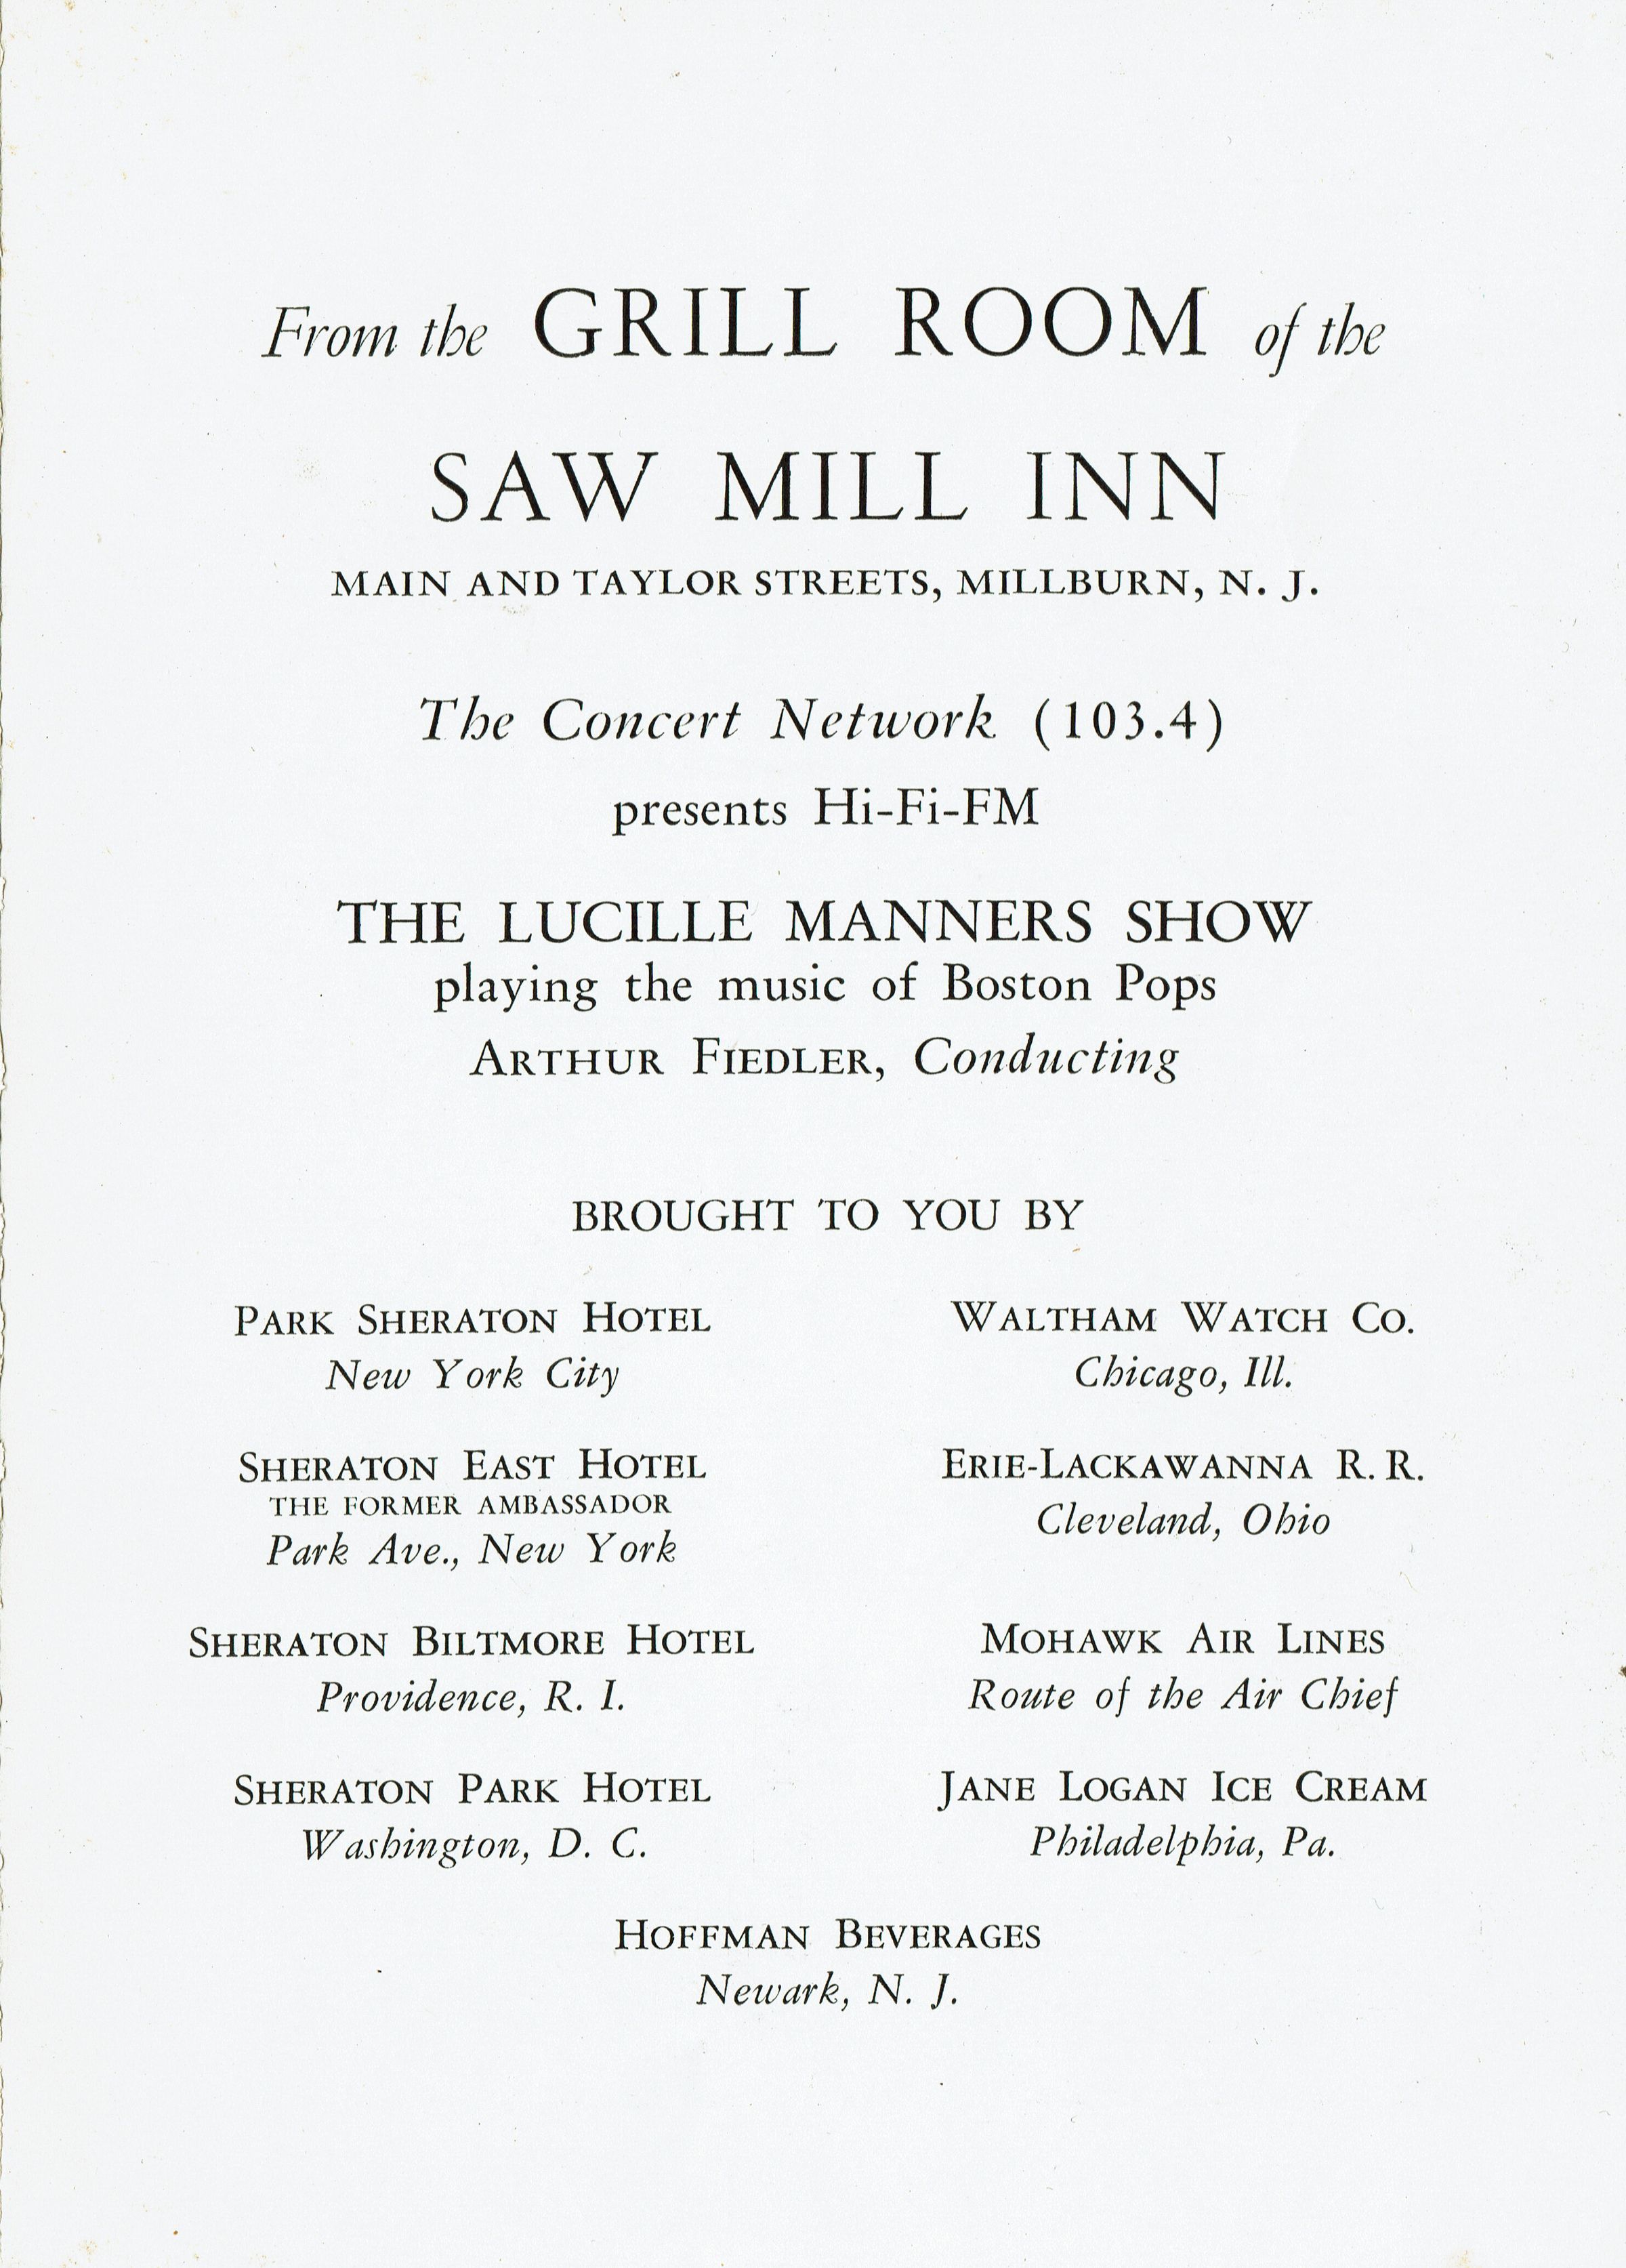 From the GRILL ROOM of the
SAW MILL INN
MAIN AND TAYLOR STREETS, MILLBURN, N. J.
The Concert Network (103.4)
presents Hi-Fi-FM
THE LUCILLE MANNERS SHOW
playing the music of Boston Pops
ARTHUR FIEDLER, Conducting
BROUGHT TO YOU BY
PARK SHERATON HOTEL
New York City
SHERATON EAST HOTEL
THE FORMER AMBASSADOR
Park Ave., New York
SHERATON BILTMORE HOTEL
Providence, R. I.
SHERATON PARK HOTEL
Washington, D. C.
WALTHAM WATCH CO.
Chicago, Ill.
ERIE-LACKAWANNA R. R.
Cleveland, Ohio
MOHAWK AIR LINES
Route of the Air Chief
JANE LOGAN ICE CREAM
Philadelphia, Pa.
HOFFMAN BEVERAGES
Newark, N. J.